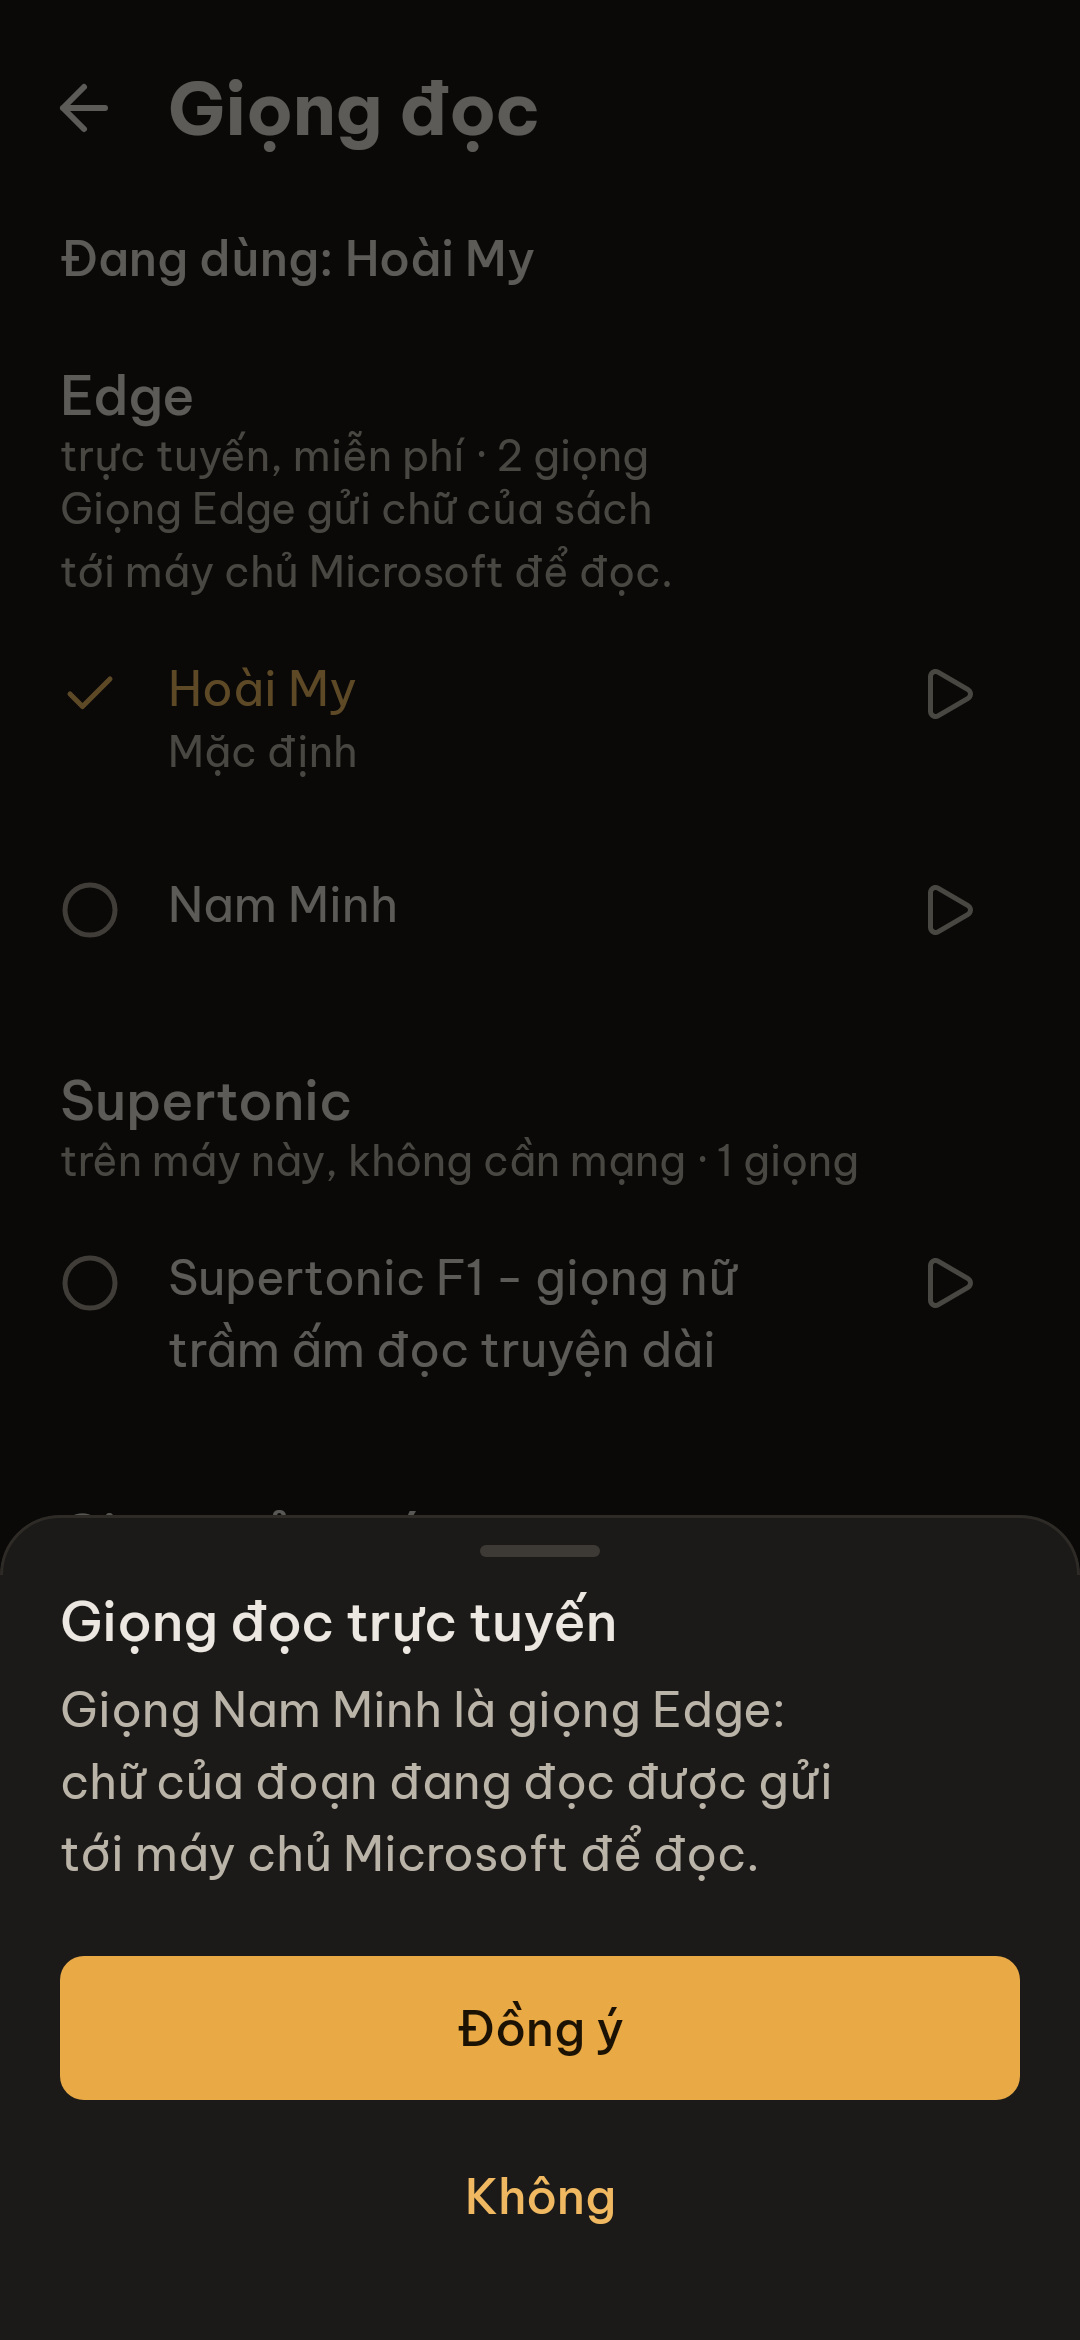 Giọng đọc
Đang dùng: Hoài My
Edge
trực tuyến, miễn phí · 2 giọng
Giọng Edge gửi chữ của sách
tới máy chủ Microsoft để đọc.
Hoài My
Mặc định
Nam Minh
Supertonic
trên máy này, không cần mạng · 1 giọng
Supertonic F1 – giọng nữ
trầm ấm đọc truyện dài
Giọng đọc trực tuyến
Giọng Nam Minh là giọng Edge:
chữ của đoạn đang đọc được gửi
tới máy chủ Microsoft để đọc.
Đồng ý
Không